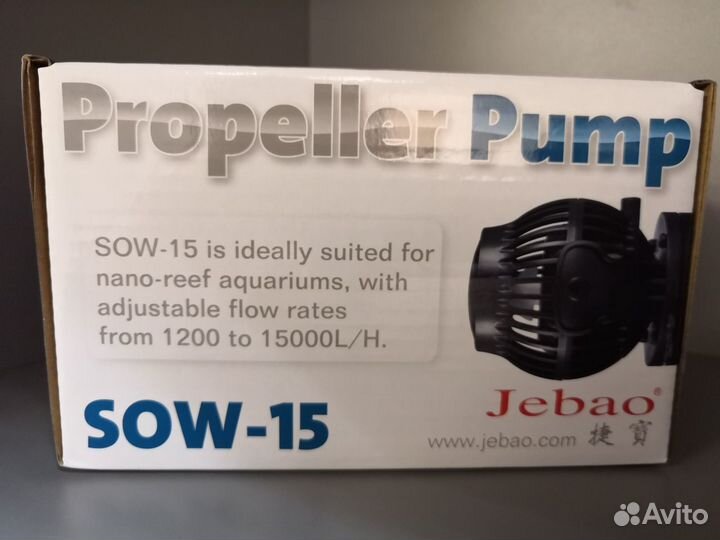 Propeller Pump
SOW-15 is ideally suited for
nano-reef aquariums, with
adjustable flow rates
from 1200 to 15000L/H.
SOW-15
Jebao®
www.jebao.com 捷寶
Avito